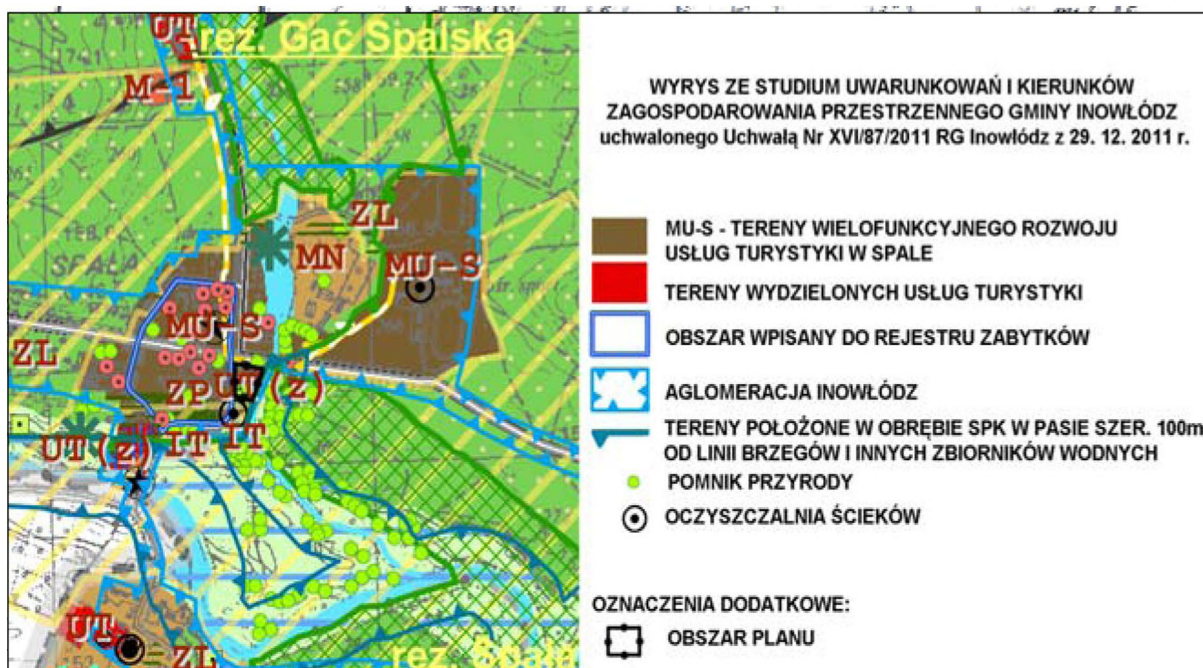 UT
rez. Gać Spalska
M-1
ZL
MN
MU-S
SPAŁA
MU-S
ZL
ZP
UT(z)
UT(z)
IT
IT
UT
ZL
rez. Spała
WYRYS ZE STUDIUM UWARUNKOWAŃ I KIERUNKÓW
ZAGOSPODAROWANIA PRZESTRZENNEGO GMINY INOWŁÓDZ
uchwalonego Uchwałą Nr XVI/87/2011 RG Inowłódz z 29. 12. 2011 r.
MU-S - TERENY WIELOFUNKCYJNEGO ROZWOJU
USŁUG TURYSTYKI W SPALE
TERENY WYDZIELONYCH USŁUG TURYSTYKI
OBSZAR WPISANY DO REJESTRU ZABYTKÓW
AGLOMERACJA INOWŁÓDZ
TERENY POŁOŻONE W OBRĘBIE SPK W PASIE SZER. 100m
OD LINII BRZEGÓW I INNYCH ZBIORNIKÓW WODNYCH
POMNIK PRZYRODY
OCZYSZCZALNIA ŚCIEKÓW
OZNACZENIA DODATKOWE:
OBSZAR PLANU